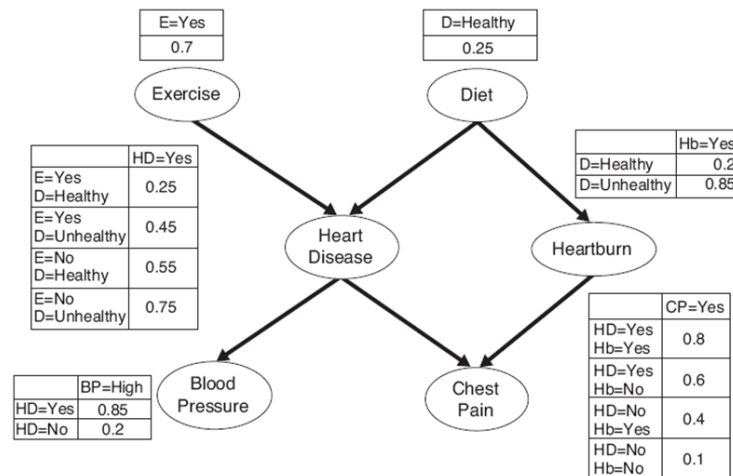 E=Yes
0.7
D=Healthy
0.25
Exercise
Diet
HD=Yes
E=Yes
D=Healthy
0.25
E=Yes
D=Unhealthy
0.45
E=No
D=Healthy
0.55
E=No
D=Unhealthy
0.75
Hb=Yes
D=Healthy 0.2
D=Unhealthy 0.85
Heart
Disease
Heartburn
CP=Yes
HD=Yes
Hb=Yes
0.8
HD=Yes
Hb=No
0.6
HD=No
Hb=Yes
0.4
HD=No
Hb=No
0.1
BP=High
HD=Yes 0.85
HD=No 0.2
Blood
Pressure
Chest
Pain